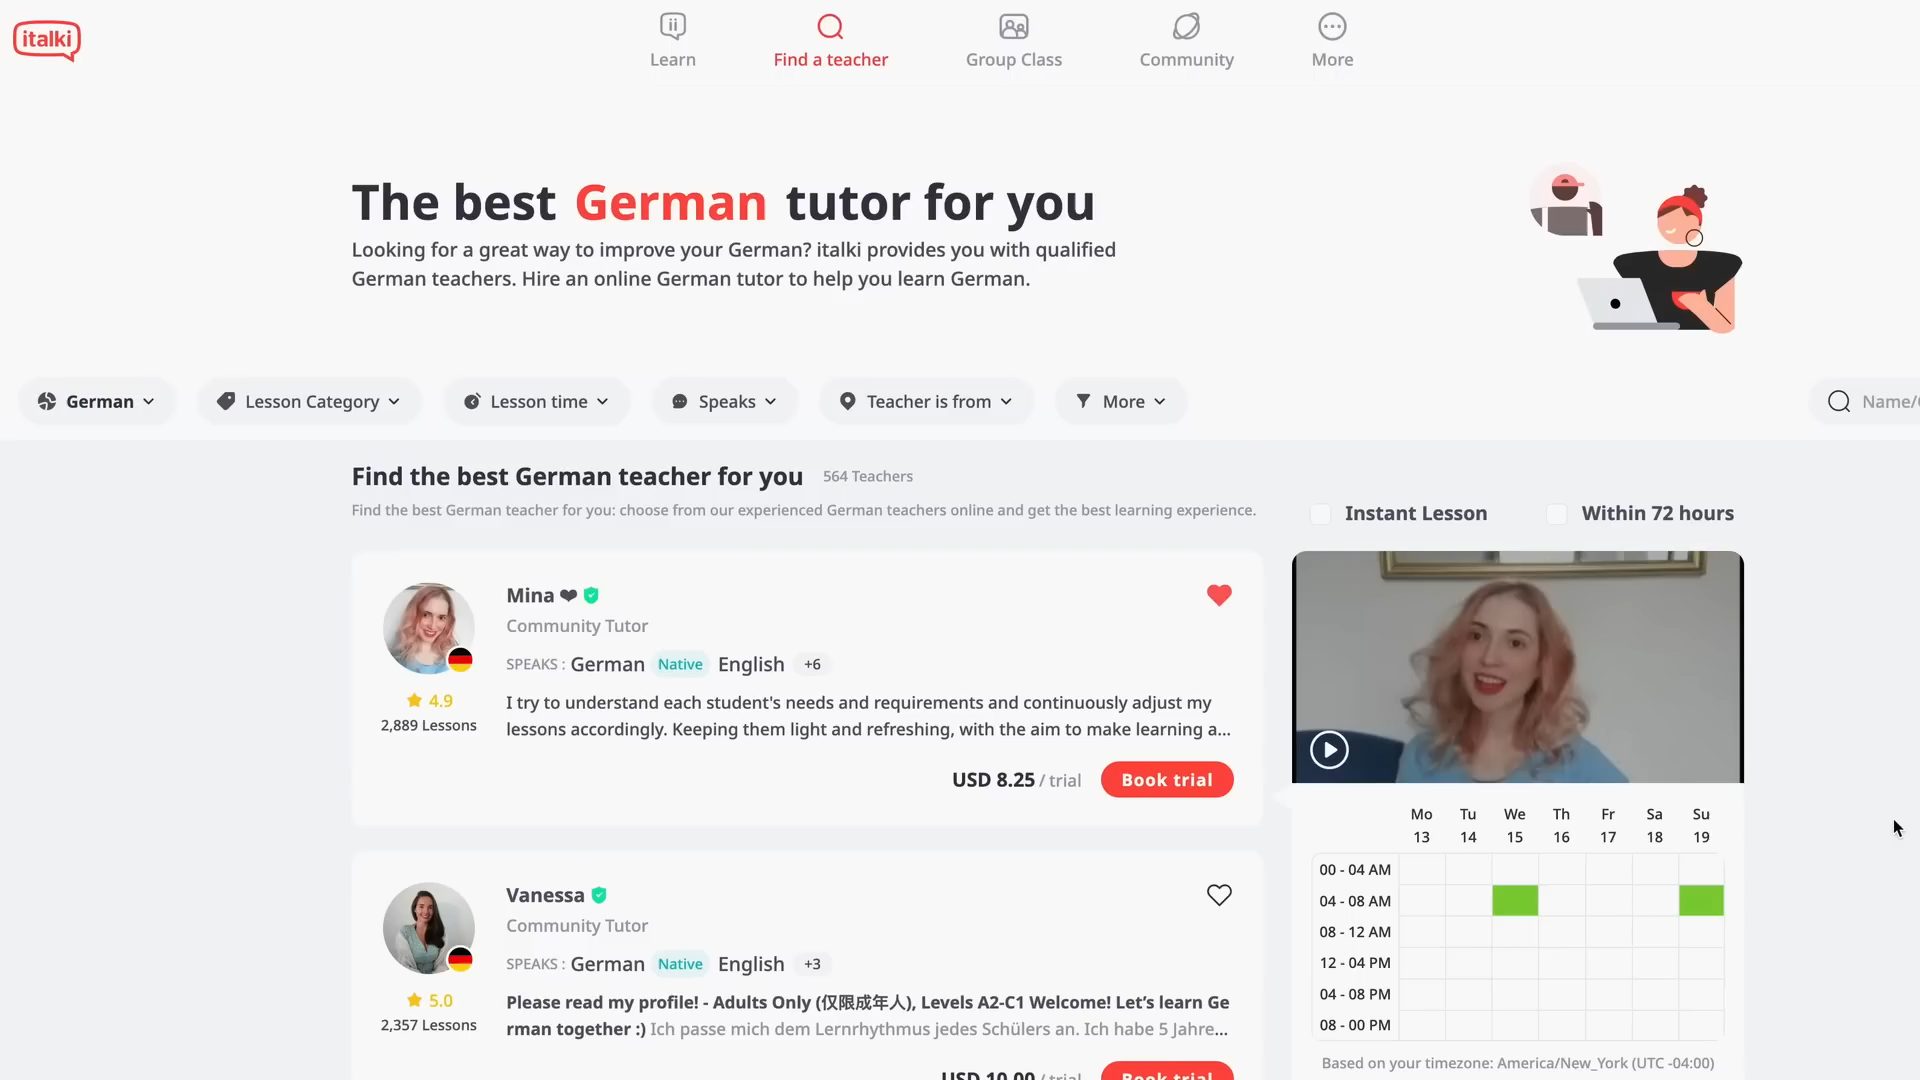 italki
Learn
Find a teacher
Group Class
Community
More
The best German tutor for you
Looking for a great way to improve your German? italki provides you with qualified
German teachers. Hire an online German tutor to help you learn German.
German
Lesson Category
Lesson time
Speaks
Teacher is from
More
Name/
Find the best German teacher for you 564 Teachers
Find the best German teacher for you: choose from our experienced German teachers online and get the best learning experience.
Instant Lesson
Within 72 hours
Mina ❤
Community Tutor
SPEAKS : German Native English +6
4.9
2,889 Lessons
I try to understand each student's needs and requirements and continuously adjust my
lessons accordingly. Keeping them light and refreshing, with the aim to make learning a...
USD 8.25 / trial
Book trial
Vanessa
Community Tutor
SPEAKS : German Native English +3
5.0
2,357 Lessons
Please read my profile! - Adults Only (仅限成年人), Levels A2-C1 Welcome! Let’s learn Ge
rman together :) Ich passe mich dem Lernrhythmus jedes Schülers an. Ich habe 5 Jahre...
USD 10.00 / trial
Book trial
Mo Tu We Th Fr Sa Su
13 14 15 16 17 18 19
00 - 04 AM
04 - 08 AM
08 - 12 AM
12 - 04 PM
04 - 08 PM
08 - 00 PM
Based on your timezone: America/New_York (UTC -04:00)